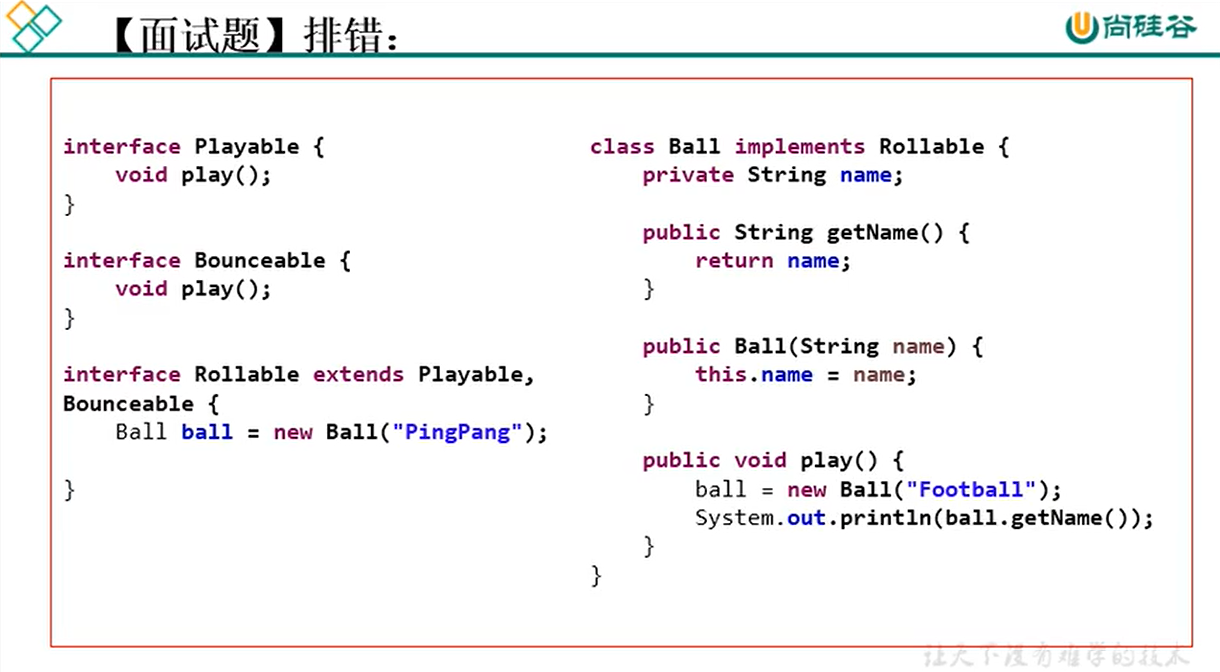 【面试题】排错：
尚硅谷
interface Playable {
void play();
}
interface Bounceable {
void play();
}
interface Rollable extends Playable,
Bounceable {
Ball ball = new Ball("PingPang");
}
class Ball implements Rollable {
private String name;
public String getName() {
return name;
}
public Ball(String name) {
this.name = name;
}
public void play() {
ball = new Ball("Football");
System.out.println(ball.getName());
}
}
让天下没有难学的技术